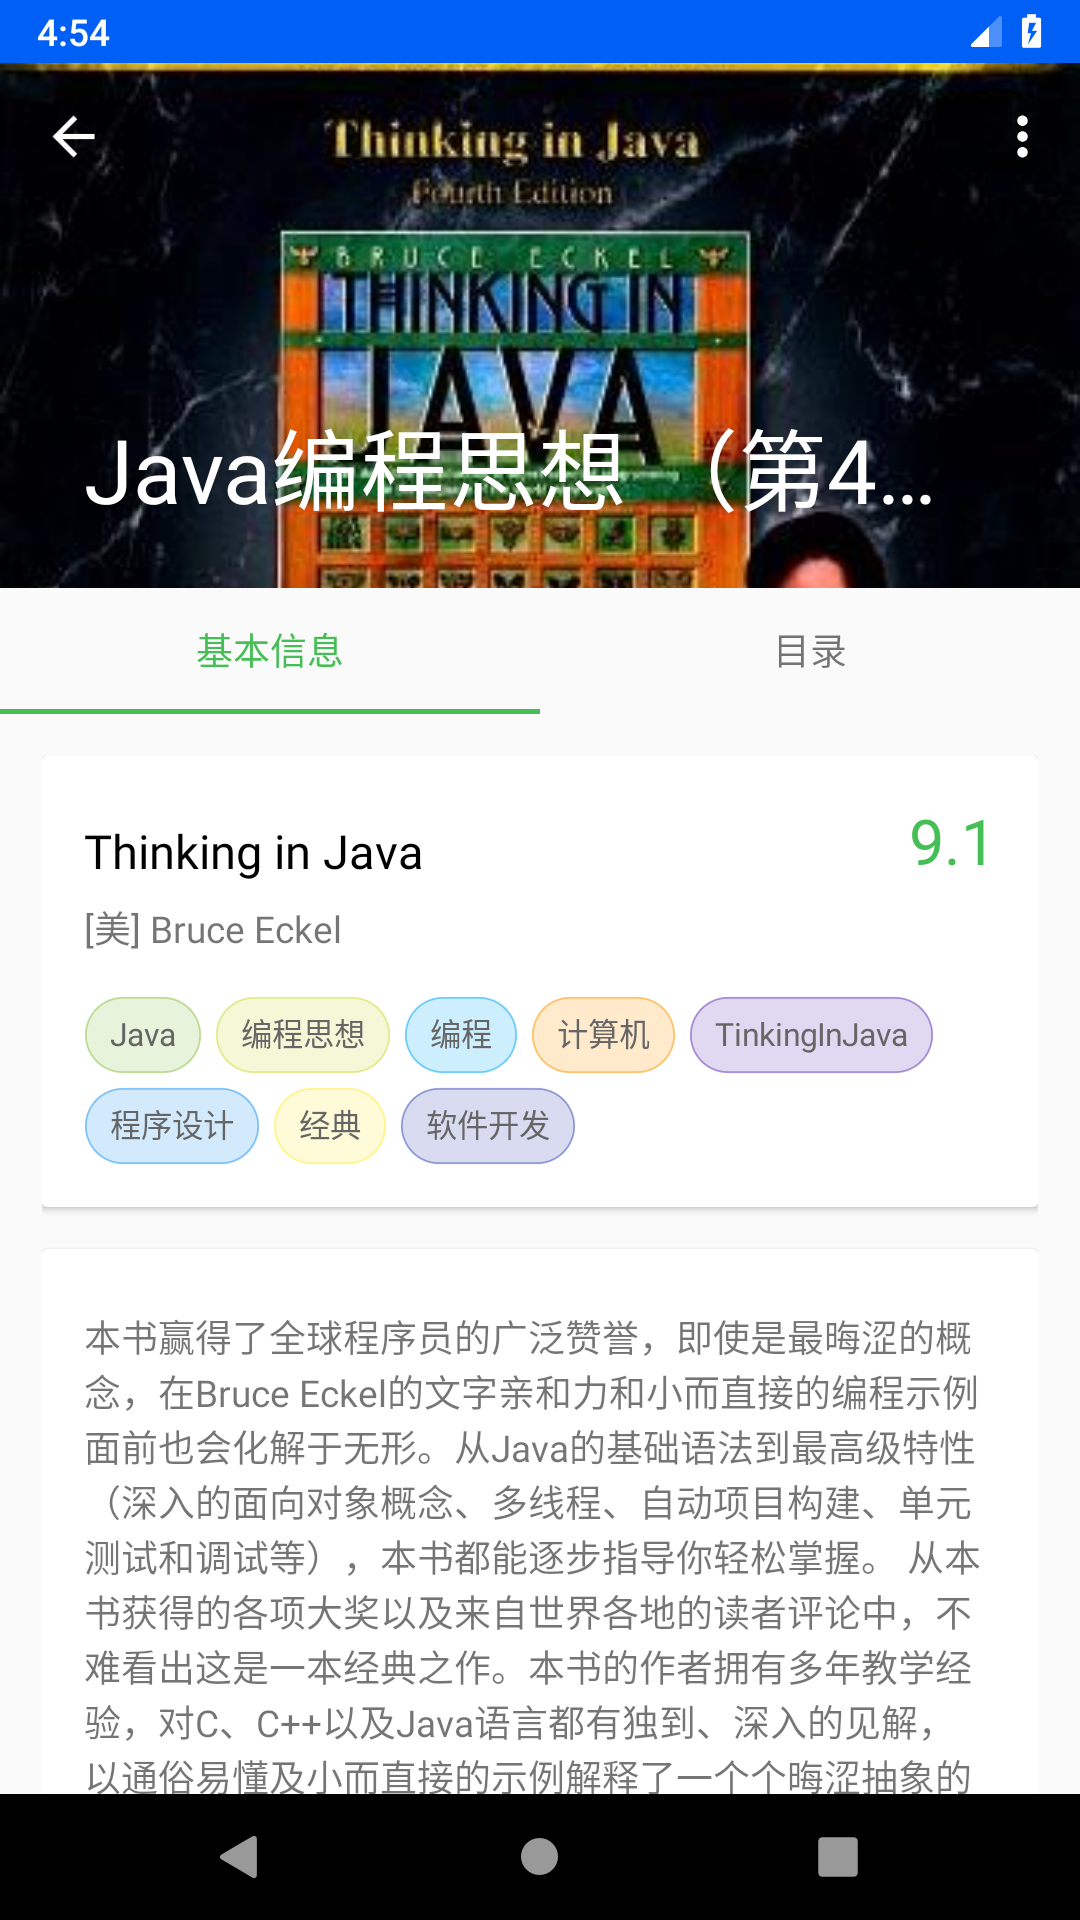 4:54
Thinking in Java
Fourth Edition
BRUCE ECKEL
THINKING IN
JAVA
Java编程思想 （第4...
基本信息
目录
Thinking in Java
9.1
[美] Bruce Eckel
Java 编程思想 编程 计算机 TinkingInJava
程序设计 经典 软件开发
本书赢得了全球程序员的广泛赞誉，即使是最晦涩的概
念，在Bruce Eckel的文字亲和力和小而直接的编程示例
面前也会化解于无形。从Java的基础语法到最高级特性
（深入的面向对象概念、多线程、自动项目构建、单元
测试和调试等），本书都能逐步指导你轻松掌握。 从本
书获得的各项大奖以及来自世界各地的读者评论中，不
难看出这是一本经典之作。本书的作者拥有多年教学经
验，对C、C++以及Java语言都有独到、深入的见解，
以通俗易懂及小而直接的示例解释了一个个晦涩抽象的